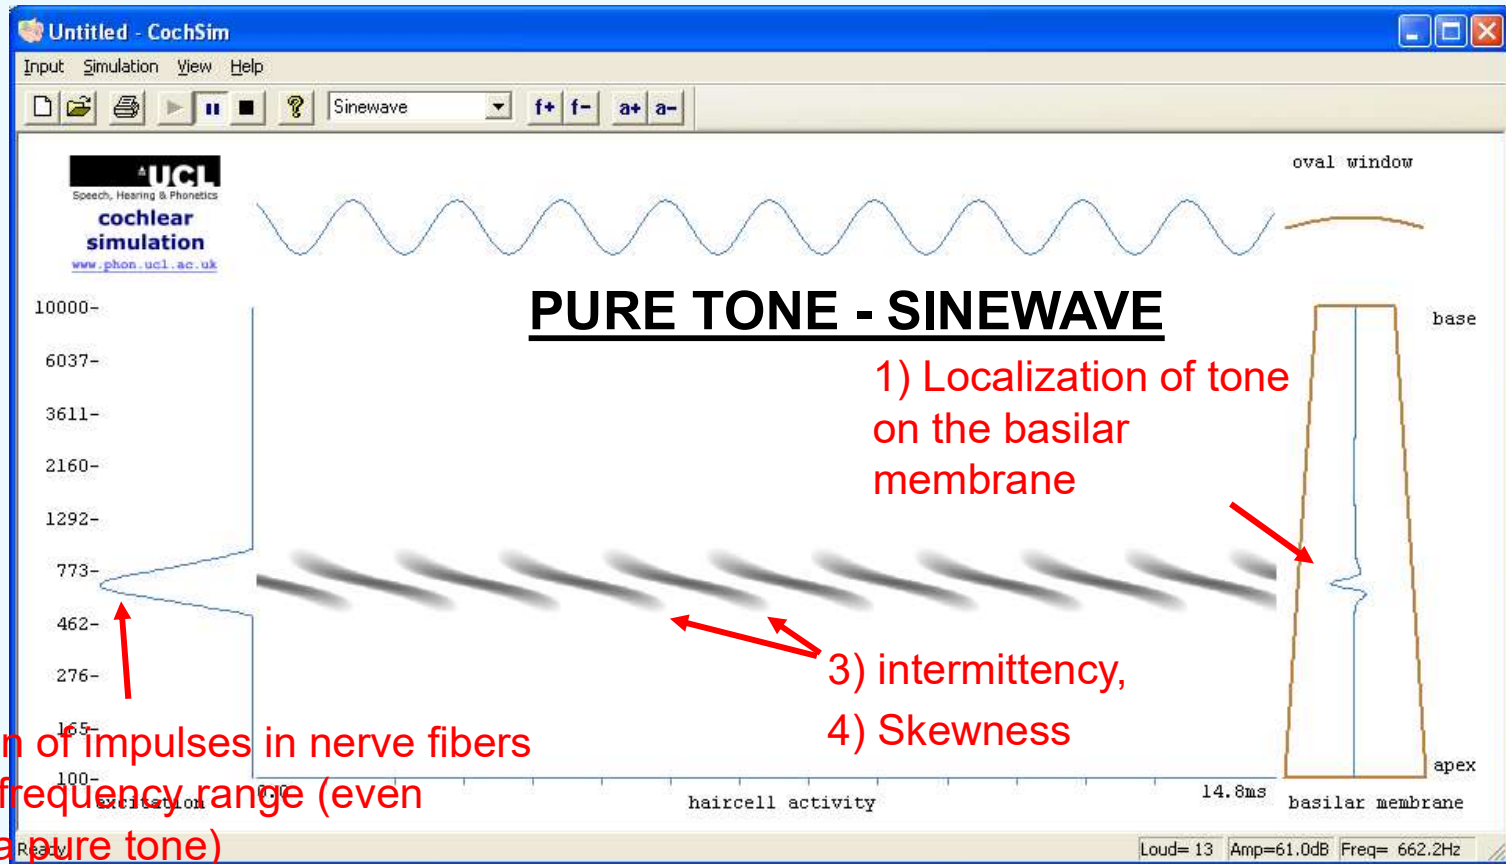 Untitled - CochSim
Input Simulation View Help
Sinewave f+ f- a+ a-
UCL
Speech, Hearing & Phonetics
cochlear
simulation
www.phon.ucl.ac.uk
oval window
PURE TONE - SINEWAVE
10000-
6037-
3611-
2160-
1292-
773-
462-
276-
165-
100-
base
1) Localization of tone
on the basilar
membrane
3) intermittency,
4) Skewness
of impulses in nerve fibers
frequency range (even
a pure tone)
excitation
0.0
haircell activity
14.8ms
apex
basilar membrane
Ready
Loud= 13 Amp=61.0dB Freq= 662.2Hz